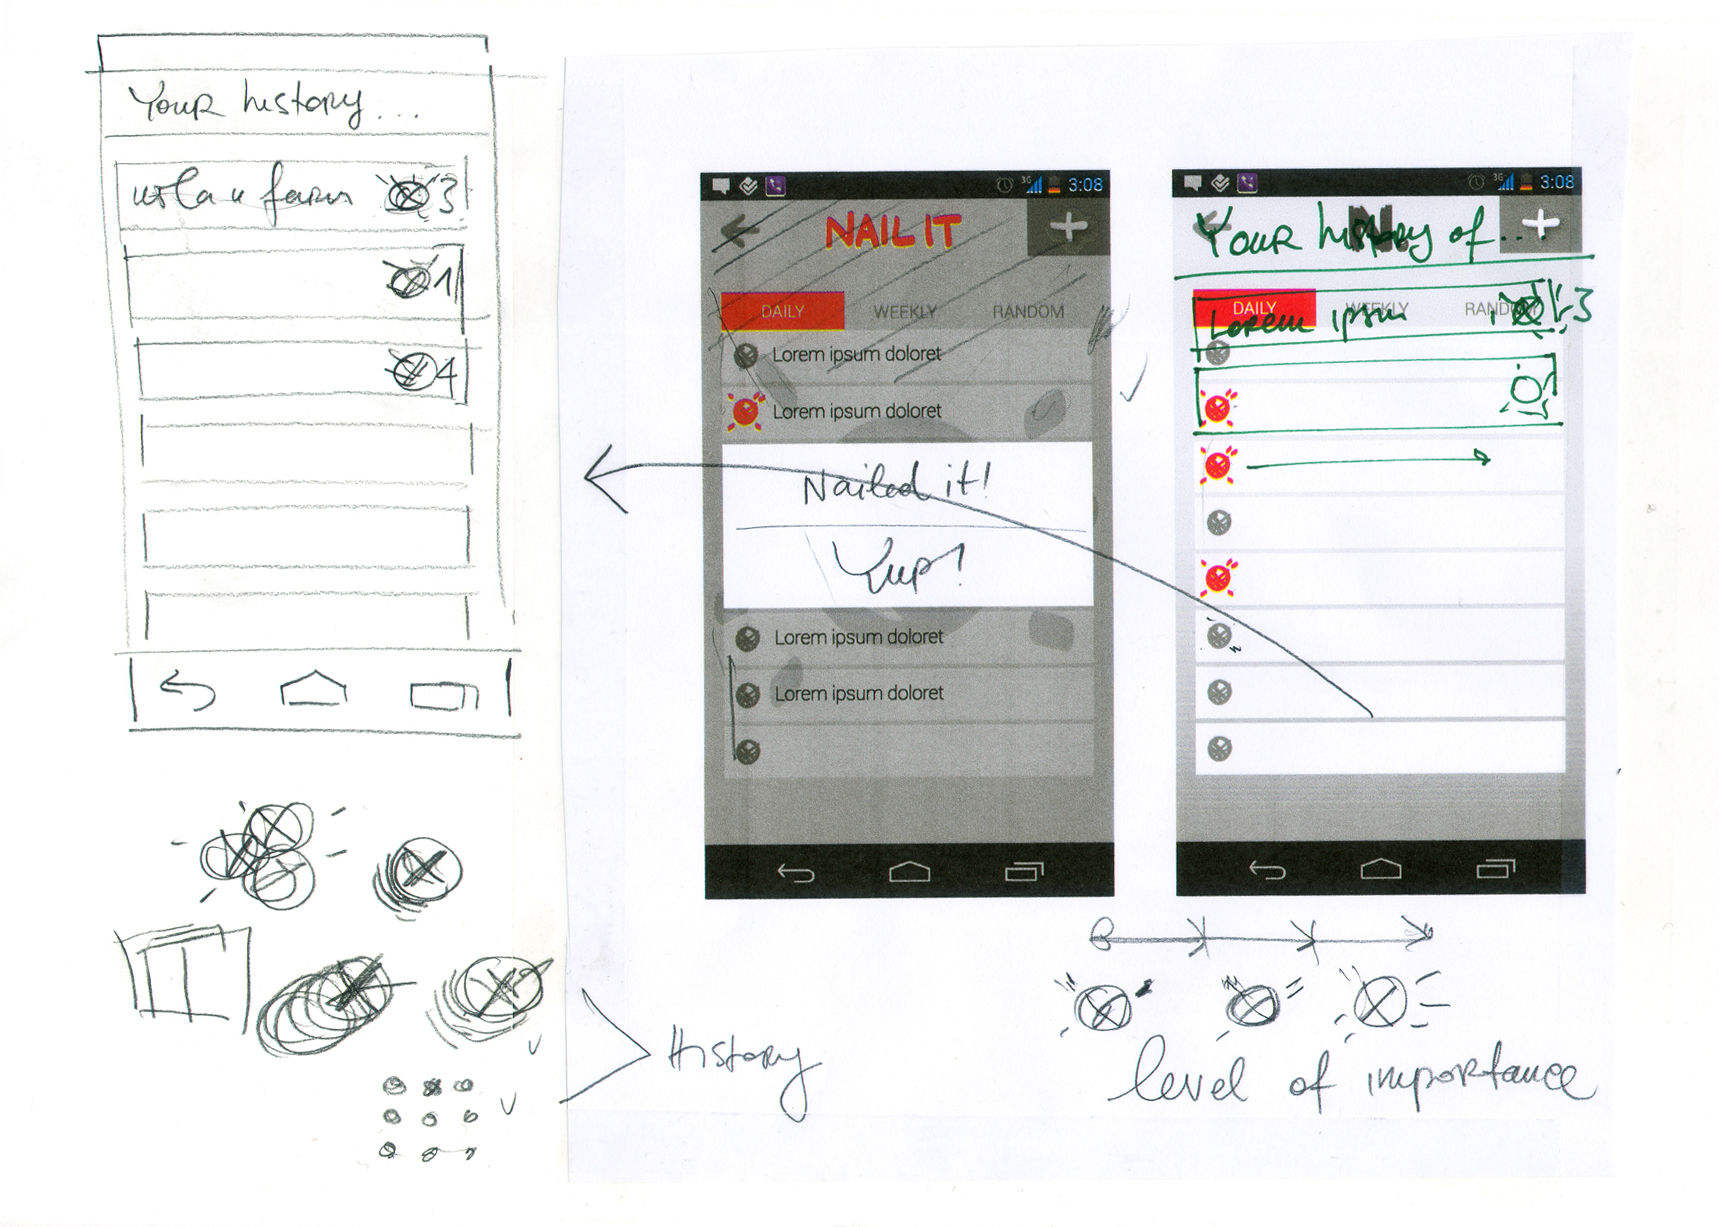 Your history...
3
1
4
3G 3:08
NAIL IT
DAILY WEEKLY RANDOM
Lorem ipsum doloret
Lorem ipsum doloret
Nailed it!
Yup!
Lorem ipsum doloret
Lorem ipsum doloret
3G 3:08
Your history of...
DAILY WEEKLY RANDOM
Lorem ipsum 3
History
level of importance